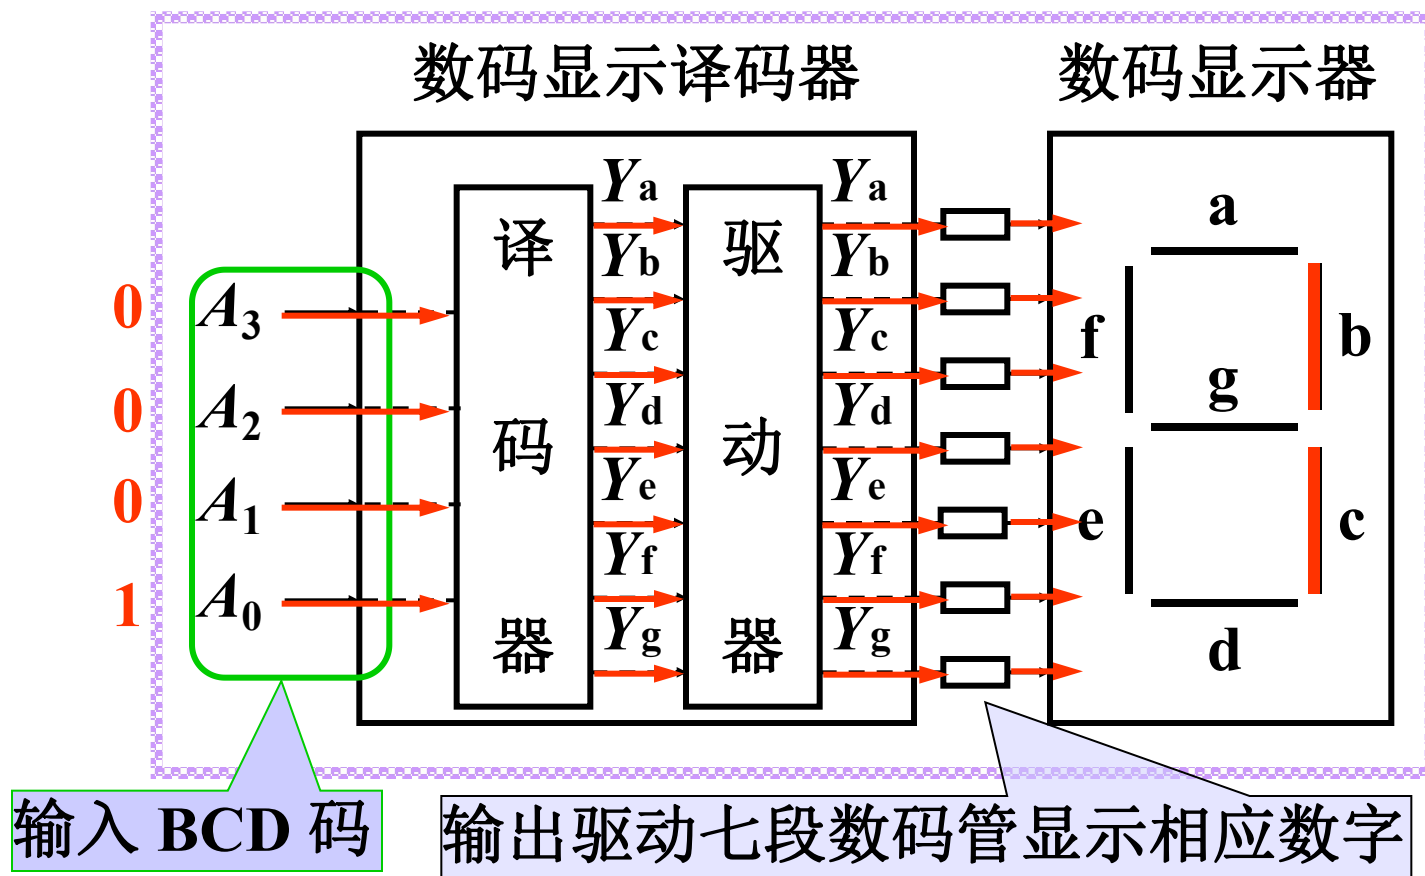 数码显示译码器
数码显示器
译码器
驱动器
Ya
Yb
Yc
Yd
Ye
Yf
Yg
Ya
Yb
Yc
Yd
Ye
Yf
Yg
0 A3
0 A2
0 A1
1 A0
a
f
b
g
e
c
d
输入 BCD 码
输出驱动七段数码管显示相应数字